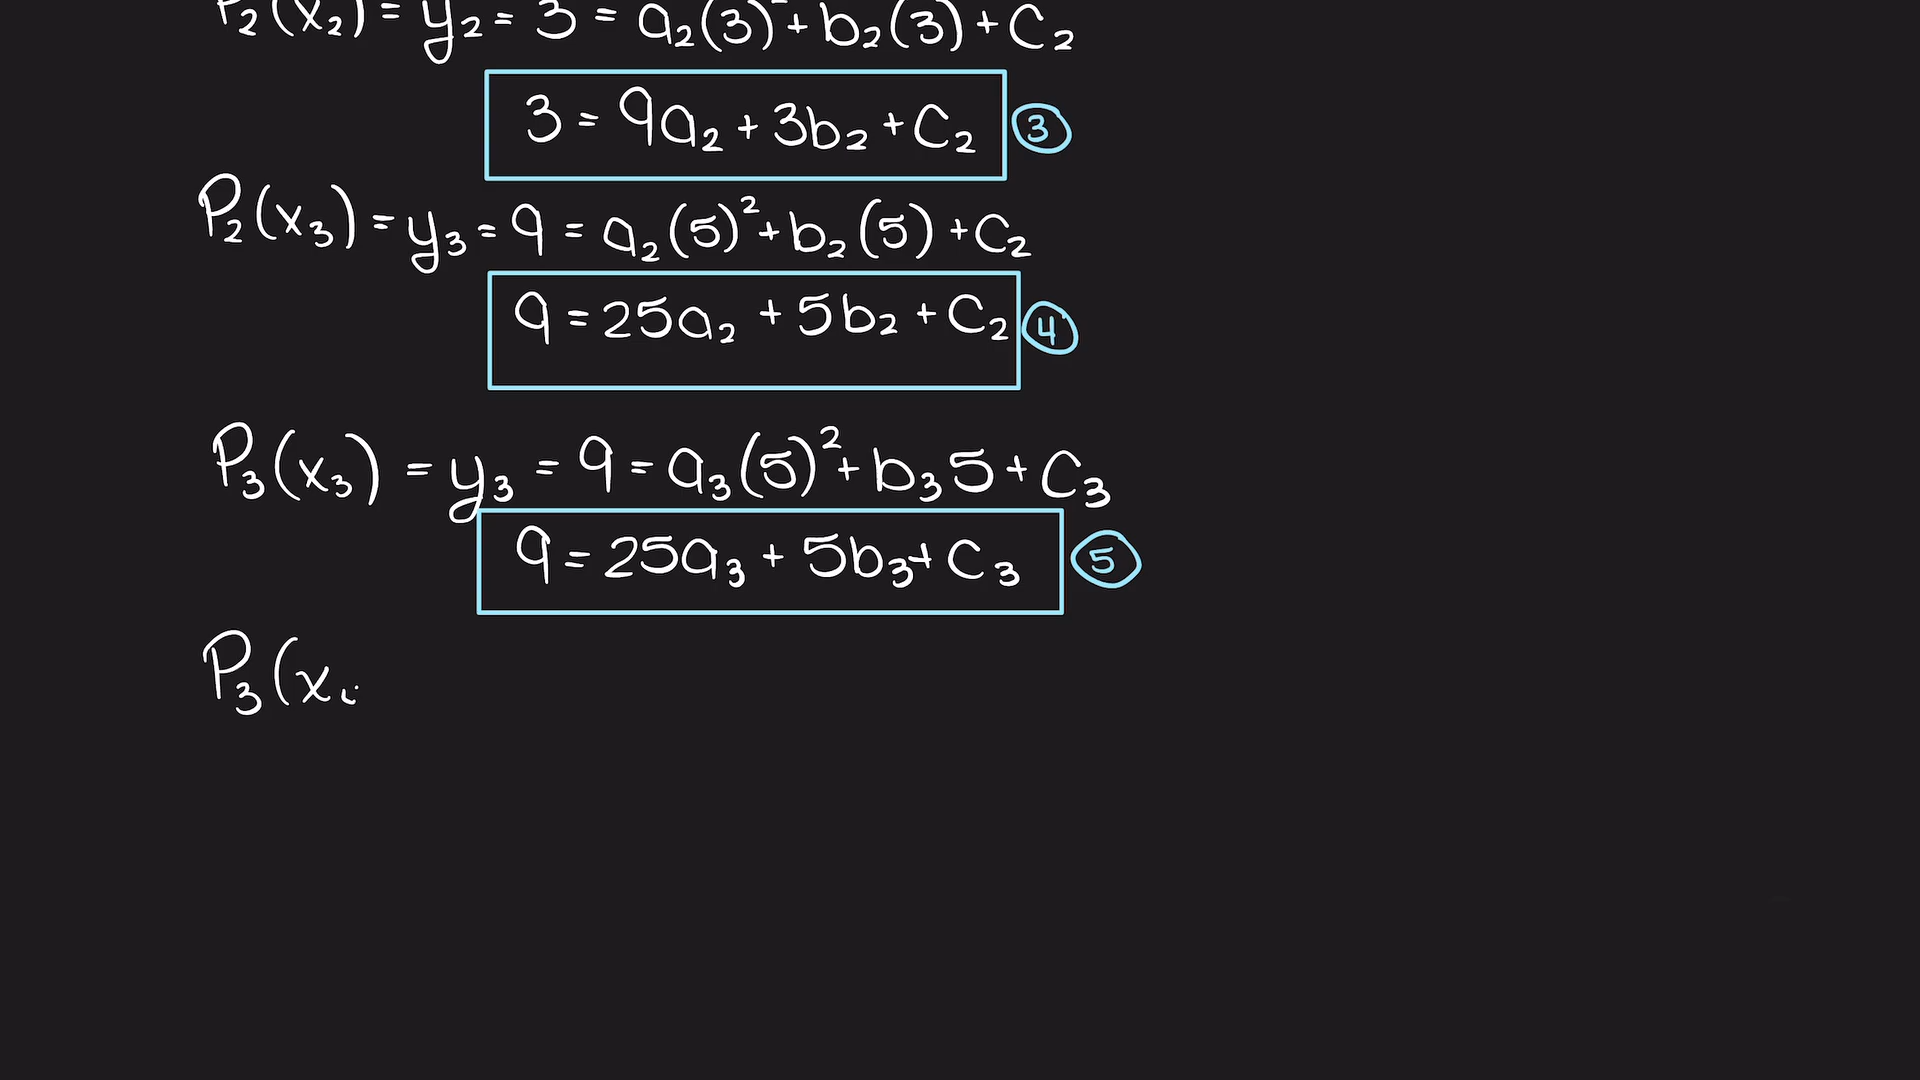 P₂(x₂) = y₂ = 3 = a₂(3)² + b₂(3) + C₂
3 = 9a₂ + 3b₂ + C₂ ③
P₂(x₃) = y₃ = 9 = a₂(5)² + b₂(5) + C₂
9 = 25a₂ + 5b₂ + C₂ ④
P₃(x₃) = y₃ = 9 = a₃(5)² + b₃5 + C₃
9 = 25a₃ + 5b₃ + C₃ ⑤
P₃(x